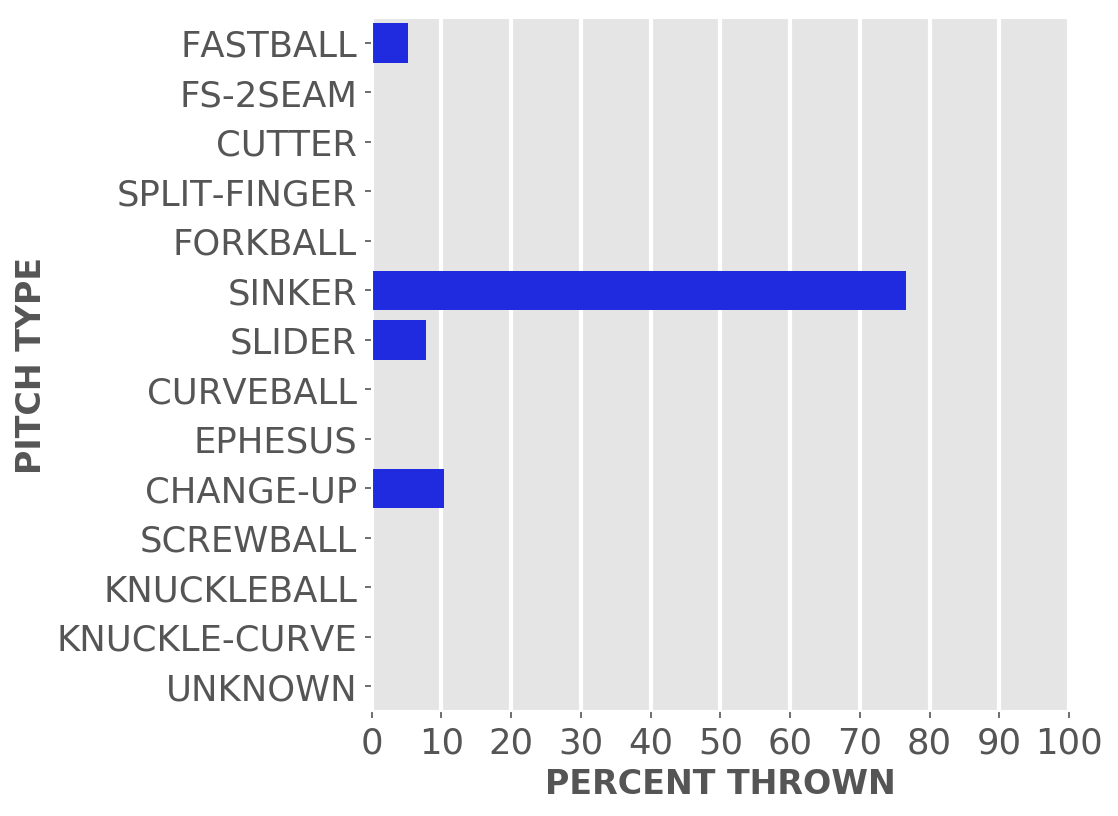 FASTBALL
FS-2SEAM
CUTTER
SPLIT-FINGER
FORKBALL
SINKER
SLIDER
CURVEBALL
EPHESUS
CHANGE-UP
SCREWBALL
KNUCKLEBALL
KNUCKLE-CURVE
UNKNOWN
PITCH TYPE
0 10 20 30 40 50 60 70 80 90 100
PERCENT THROWN